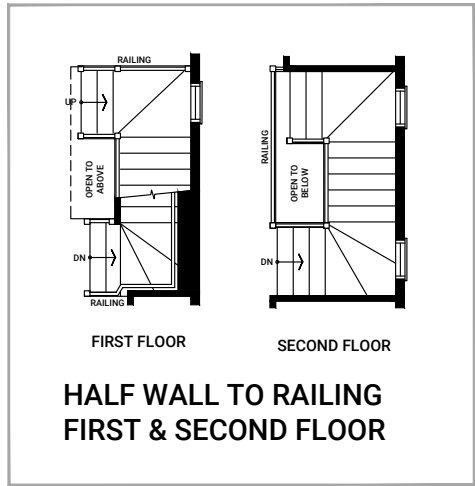 RAILING
UP
OPEN TO
ABOVE
DN
RAILING
FIRST FLOOR
RAILING
OPEN TO
BELOW
DN
SECOND FLOOR
HALF WALL TO RAILING
FIRST & SECOND FLOOR